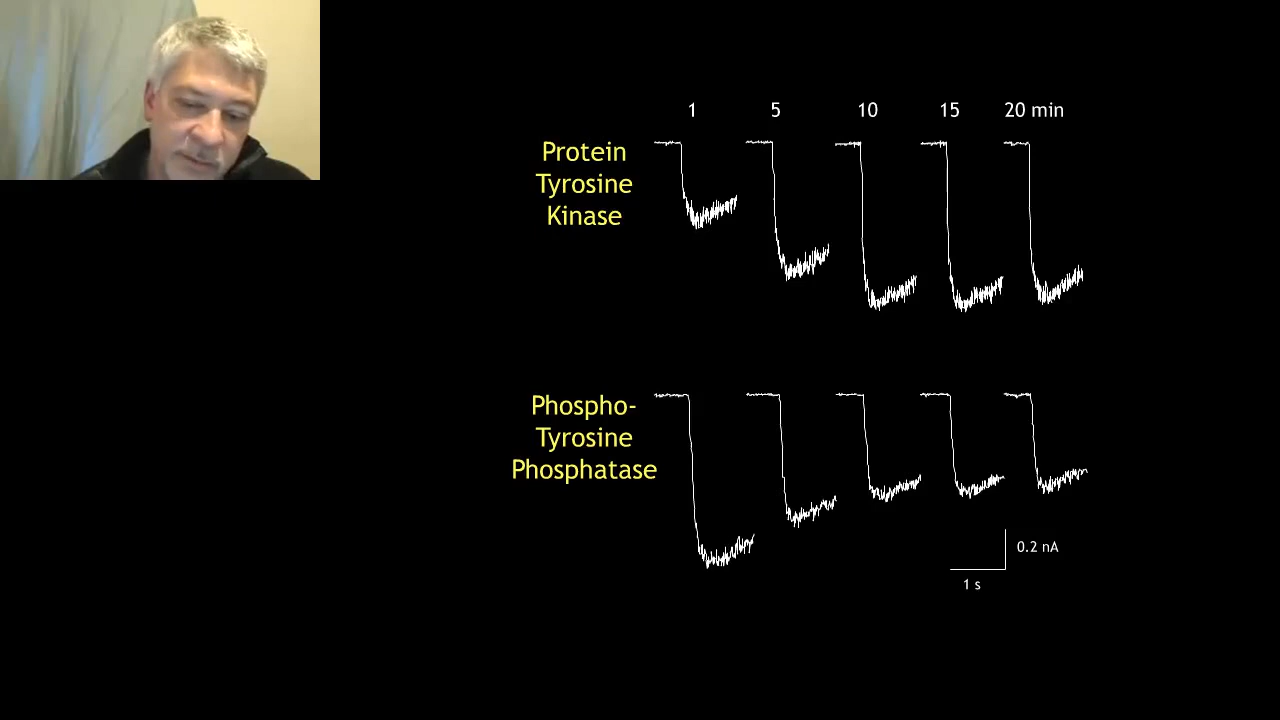 1 5 10 15 20 min
Protein
Tyrosine
Kinase
Phospho-
Tyrosine
Phosphatase
0.2 nA
1 s